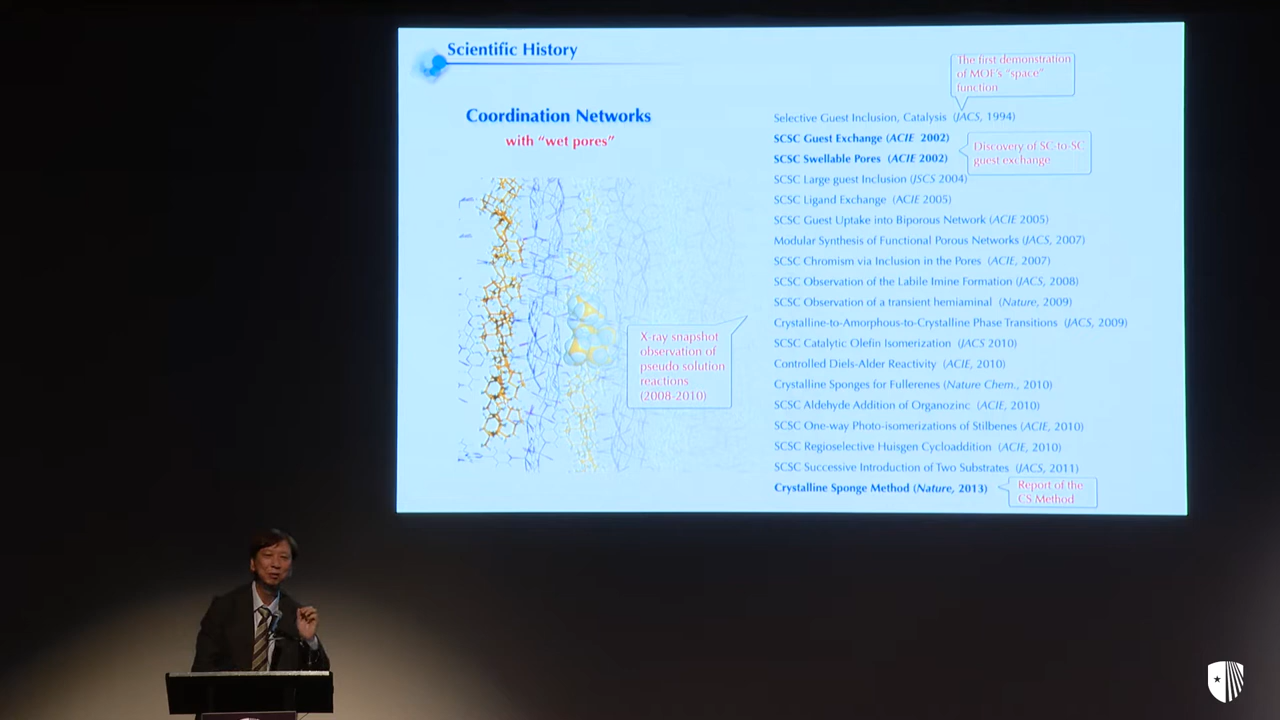 Scientific History
Coordination Networks
with “wet pores”
The first demonstration
of MOF's “space”
function
Selective Guest Inclusion, Catalysis (JACS, 1994)
SCSC Guest Exchange (ACIE 2002)
SCSC Swellable Pores (ACIE 2002)
Discovery of SC-to-SC
guest exchange
SCSC Large guest Inclusion (JSCS 2004)
SCSC Ligand Exchange (ACIE 2005)
SCSC Guest Uptake into Biporous Network (ACIE 2005)
Modular Synthesis of Functional Porous Networks (JACS, 2007)
SCSC Chromism via Inclusion in the Pores (ACIE, 2007)
SCSC Observation of the Labile Imine Formation (JACS, 2008)
SCSC Observation of a transient hemiaminal (Nature, 2009)
Crystalline-to-Amorphous-to-Crystalline Phase Transitions (JACS, 2009)
SCSC Catalytic Olefin Isomerization (JACS 2010)
Controlled Diels-Alder Reactivity (ACIE, 2010)
Crystalline Sponges for Fullerenes (Nature Chem., 2010)
SCSC Aldehyde Addition of Organozinc (ACIE, 2010)
SCSC One-way Photo-isomerizations of Stilbenes (ACIE, 2010)
SCSC Regioselective Huisgen Cycloaddition (ACIE, 2010)
SCSC Successive Introduction of Two Substrates (JACS, 2011)
Crystalline Sponge Method (Nature, 2013)
X-ray snapshot
observation of
pseudo solution
reactions
(2008-2010)
Report of the
CS Method